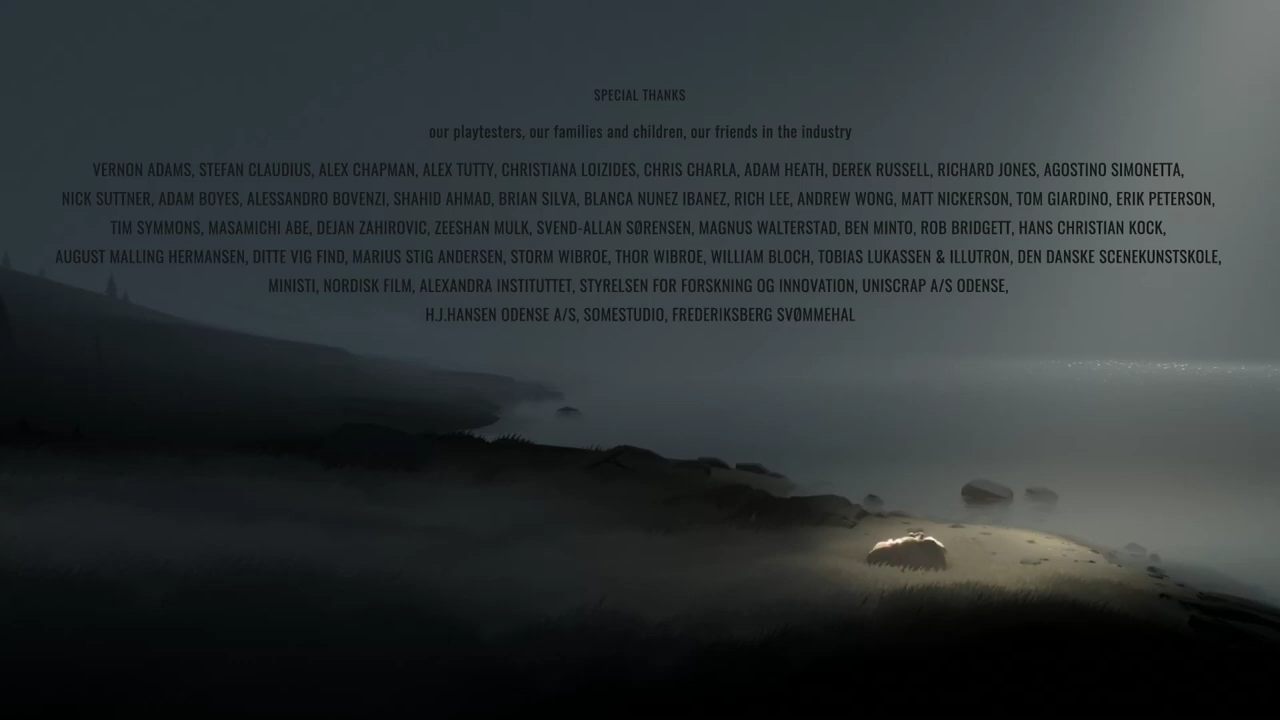 SPECIAL THANKS
our playtesters, our families and children, our friends in the industry
VERNON ADAMS, STEFAN CLAUDIUS, ALEX CHAPMAN, ALEX TUTTY, CHRISTIANA LOIZIDES, CHRIS CHARLA, ADAM HEATH, DEREK RUSSELL, RICHARD JONES, AGOSTINO SIMONETTA,
NICK SUTTNER, ADAM BOYES, ALESSANDRO BOVENZI, SHAHID AHMAD, BRIAN SILVA, BLANCA NUNEZ IBANEZ, RICH LEE, ANDREW WONG, MATT NICKERSON, TOM GIARDINO, ERIK PETERSON,
TIM SYMMONS, MASAMICHI ABE, DEJAN ZAHIROVIC, ZEESHAN MULK, SVEND-ALLAN SØRENSEN, MAGNUS WALTERSTAD, BEN MINTO, ROB BRIDGETT, HANS CHRISTIAN KOCK,
AUGUST MALLING HERMANSEN, DITTE VIG FIND, MARIUS STIG ANDERSEN, STORM WIBROE, THOR WIBROE, WILLIAM BLOCH, TOBIAS LUKASSEN & ILLUTRON, DEN DANSKE SCENEKUNSTSKOLE,
MINISTI, NORDISK FILM, ALEXANDRA INSTITUTTET, STYRELSEN FOR FORSKNING OG INNOVATION, UNISCRAP A/S ODENSE,
H.J.HANSEN ODENSE A/S, SOMESTUDIO, FREDERIKSBERG SVØMMEHAL